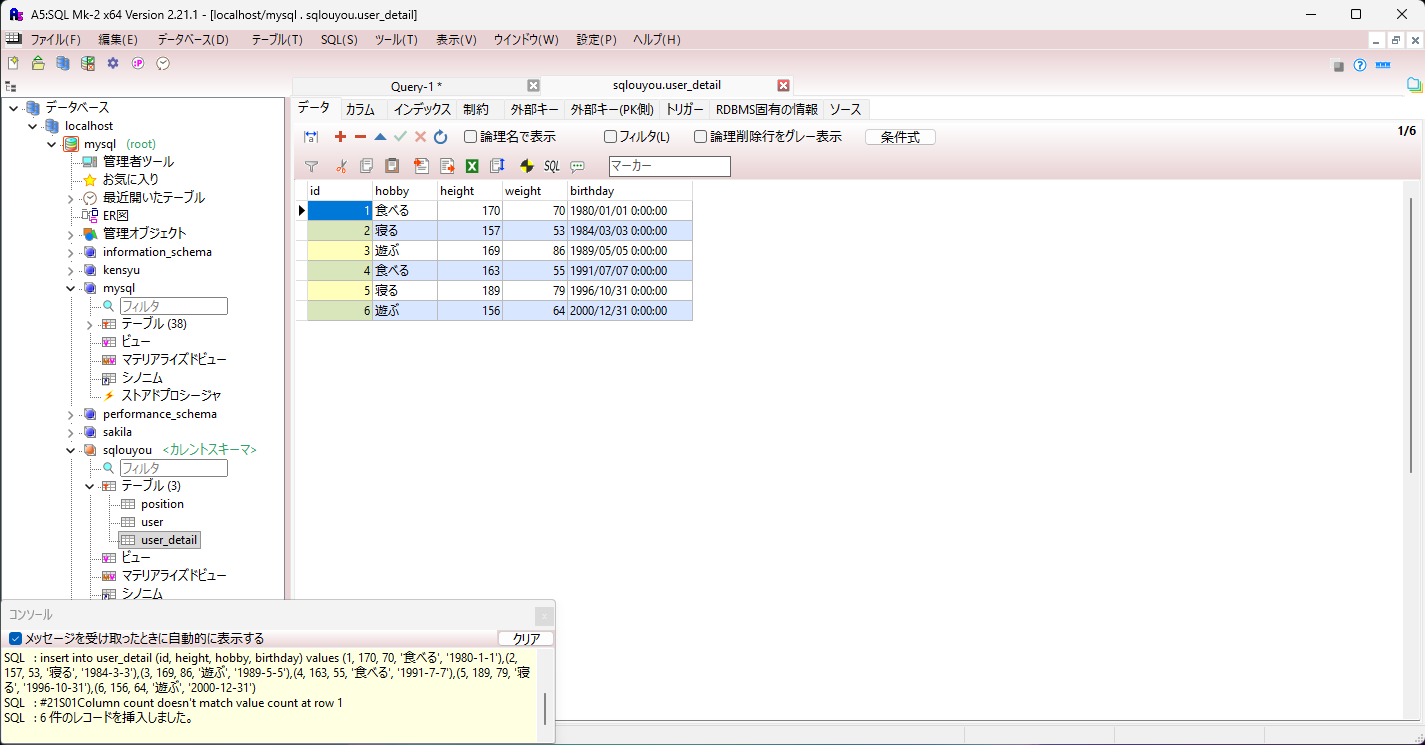 A5:SQL Mk-2 x64 Version 2.21.1 - [localhost/mysql . sqlouyou.user_detail]
ファイル(F) 編集(E) データベース(D) テーブル(T) SQL(S) ツール(T) 表示(V) ウインドウ(W) 設定(P) ヘルプ(H)
Query-1 * sqlouyou.user_detail
データ カラム インデックス 制約 外部キー 外部キー(PK側) トリガー RDBMS固有の情報 ソース
論理名で表示 フィルタ(L) 論理削除行をグレー表示 条件式 1/6
SQL マーカー
id hobby height weight birthday
1 食べる 170 70 1980/01/01 0:00:00
2 寝る 157 53 1984/03/03 0:00:00
3 遊ぶ 169 86 1989/05/05 0:00:00
4 食べる 163 55 1991/07/07 0:00:00
5 寝る 189 79 1996/10/31 0:00:00
6 遊ぶ 156 64 2000/12/31 0:00:00
データベース
localhost
mysql (root)
管理者ツール
お気に入り
最近開いたテーブル
ER図
管理オブジェクト
information_schema
kensyu
mysql
フィルタ
テーブル (38)
ビュー
マテリアライズドビュー
シノニム
ストアドプロシージャ
performance_schema
sakila
sqlouyou <カレントスキーマ>
フィルタ
テーブル (3)
position
user
user_detail
ビュー
マテリアライズドビュー
シノニム
コンソール
メッセージを受け取ったときに自動的に表示する クリア
SQL : insert into user_detail (id, height, hobby, birthday) values (1, 170, 70, '食べる', '1980-1-1'),(2,
157, 53, '寝る', '1984-3-3'),(3, 169, 86, '遊ぶ', '1989-5-5'),(4, 163, 55, '食べる', '1991-7-7'),(5, 189, 79, '寝
る', '1996-10-31'),(6, 156, 64, '遊ぶ', '2000-12-31')
SQL : #21S01Column count doesn't match value count at row 1
SQL : 6 件のレコードを挿入しました。